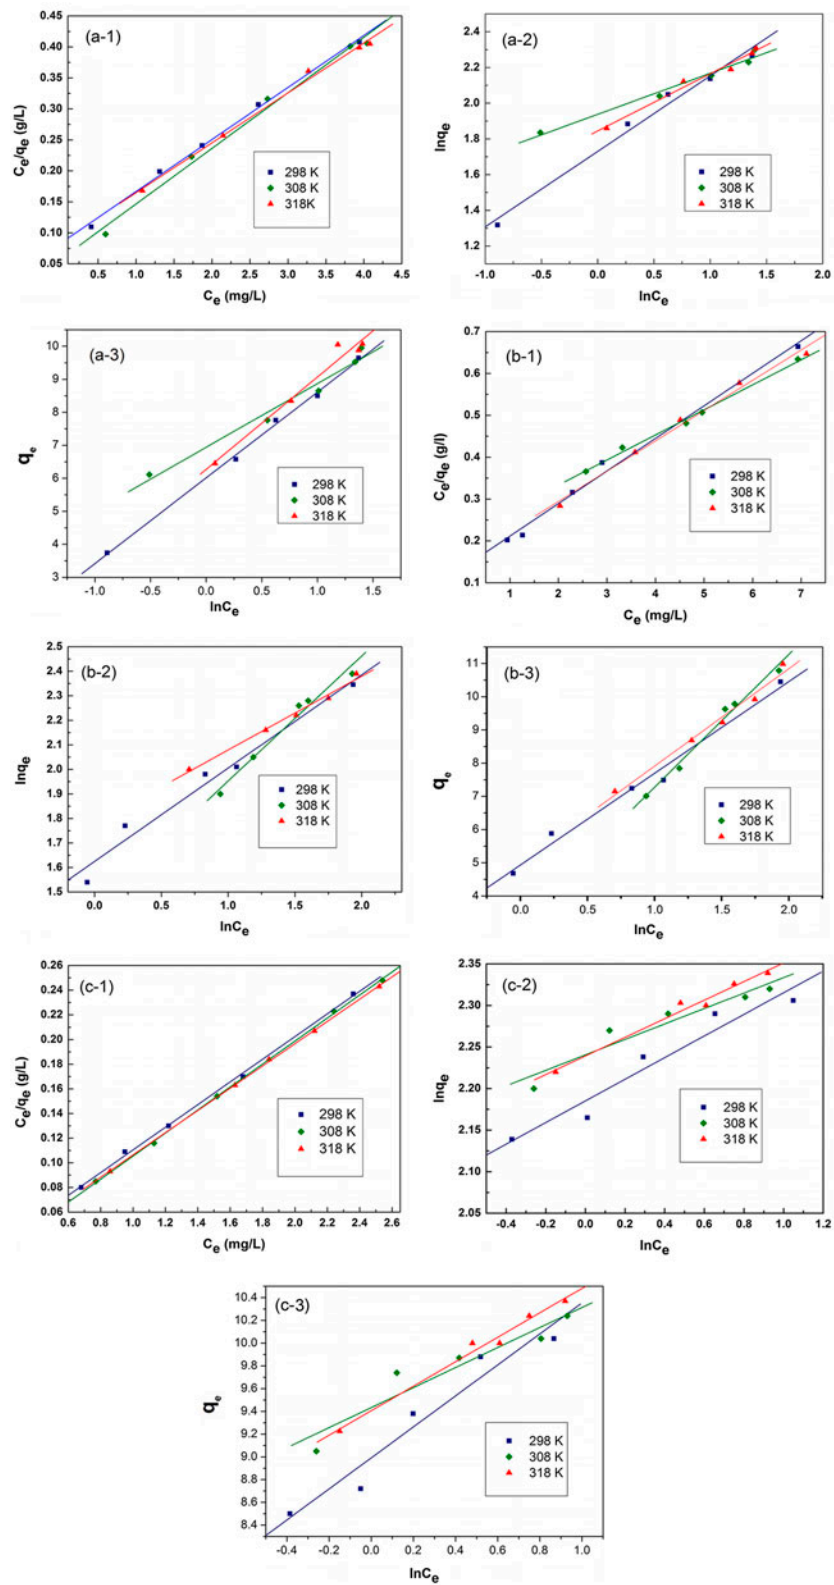 (a-1)
0.45
0.40
0.35
0.30
0.25
0.20
0.15
0.10
0.05
Ce/qe (g/L)
298 K
308 K
318K
0.5 1.0 1.5 2.0 2.5 3.0 3.5 4.0 4.5
Ce (mg/L)
(a-2)
2.4
2.2
2.0
1.8
1.6
1.4
1.2
lnqe
298 K
308 K
318 K
-1.0 -0.5 0.0 0.5 1.0 1.5 2.0
lnCe
(a-3)
10
9
8
7
6
5
4
3
qe
298 K
308 K
318 K
-1.0 -0.5 0.0 0.5 1.0 1.5
lnCe
(b-1)
0.7
0.6
0.5
0.4
0.3
0.2
0.1
Ce/qe (g/l)
298 K
308 K
318 K
1 2 3 4 5 6 7
Ce (mg/L)
(b-2)
2.5
2.4
2.3
2.2
2.1
2.0
1.9
1.8
1.7
1.6
1.5
lnqe
298 K
308 K
318 K
0.0 0.5 1.0 1.5 2.0
lnCe
(b-3)
11
10
9
8
7
6
5
4
qe
298 K
308 K
318 K
0.0 0.5 1.0 1.5 2.0
lnCe
(c-1)
0.26
0.24
0.22
0.20
0.18
0.16
0.14
0.12
0.10
0.08
0.06
Ce/qe (g/L)
298 K
308 K
318 K
0.6 0.8 1.0 1.2 1.4 1.6 1.8 2.0 2.2 2.4 2.6
Ce (mg/L)
(c-2)
2.35
2.30
2.25
2.20
2.15
2.10
2.05
lnqe
298 K
308 K
318 K
-0.4 -0.2 0.0 0.2 0.4 0.6 0.8 1.0 1.2
lnCe
(c-3)
10.4
10.2
10.0
9.8
9.6
9.4
9.2
9.0
8.8
8.6
8.4
qe
298 K
308 K
318 K
-0.4 -0.2 0.0 0.2 0.4 0.6 0.8 1.0
lnCe